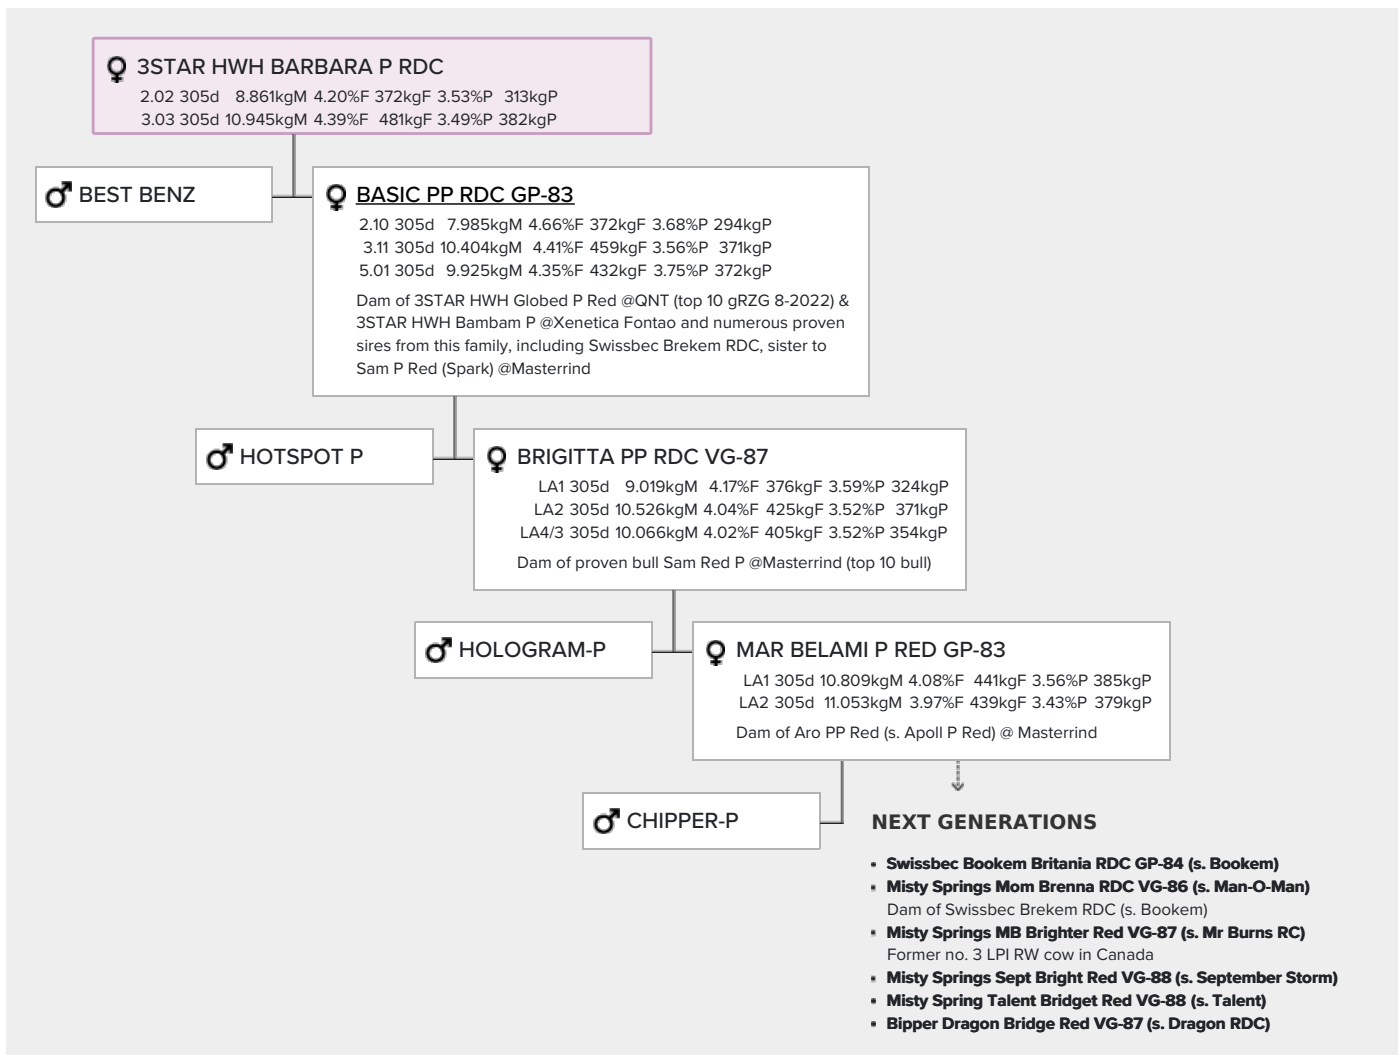 3STAR HWH BARBARA P RDC
2.02 305d 8.861kgM 4.20%F 372kgF 3.53%P 313kgP
3.03 305d 10.945kgM 4.39%F 481kgF 3.49%P 382kgP
BEST BENZ
BASIC PP RDC GP-83
2.10 305d 7.985kgM 4.66%F 372kgF 3.68%P 294kgP
3.11 305d 10.404kgM 4.41%F 459kgF 3.56%P 371kgP
5.01 305d 9.925kgM 4.35%F 432kgF 3.75%P 372kgP
Dam of 3STAR HWH Globed P Red @QNT (top 10 gRZG 8-2022) &
3STAR HWH Bambam P @Xenetica Fontao and numerous proven
sires from this family, including Swissbec Brekem RDC, sister to
Sam P Red (Spark) @Masterrind
HOTSPOT P
BRIGITTA PP RDC VG-87
LA1 305d 9.019kgM 4.17%F 376kgF 3.59%P 324kgP
LA2 305d 10.526kgM 4.04%F 425kgF 3.52%P 371kgP
LA4/3 305d 10.066kgM 4.02%F 405kgF 3.52%P 354kgP
Dam of proven bull Sam Red P @Masterrind (top 10 bull)
HOLOGRAM-P
MAR BELAMI P RED GP-83
LA1 305d 10.809kgM 4.08%F 441kgF 3.56%P 385kgP
LA2 305d 11.053kgM 3.97%F 439kgF 3.43%P 379kgP
Dam of Aro PP Red (s. Apoll P Red) @ Masterrind
CHIPPER-P
NEXT GENERATIONS
▪ Swissbec Bookem Britania RDC GP-84 (s. Bookem)
▪ Misty Springs Mom Brenna RDC VG-86 (s. Man-O-Man)
Dam of Swissbec Brekem RDC (s. Bookem)
▪ Misty Springs MB Brighter Red VG-87 (s. Mr Burns RC)
Former no. 3 LPI RW cow in Canada
▪ Misty Springs Sept Bright Red VG-88 (s. September Storm)
▪ Misty Spring Talent Bridget Red VG-88 (s. Talent)
▪ Bipper Dragon Bridge Red VG-87 (s. Dragon RDC)